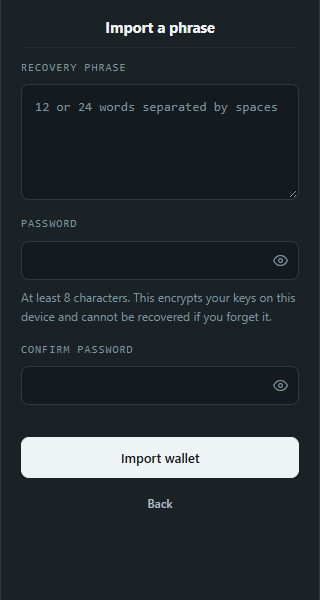 Import a phrase
RECOVERY PHRASE
12 or 24 words separated by spaces
PASSWORD
At least 8 characters. This encrypts your keys on this
device and cannot be recovered if you forget it.
CONFIRM PASSWORD
Import wallet
Back